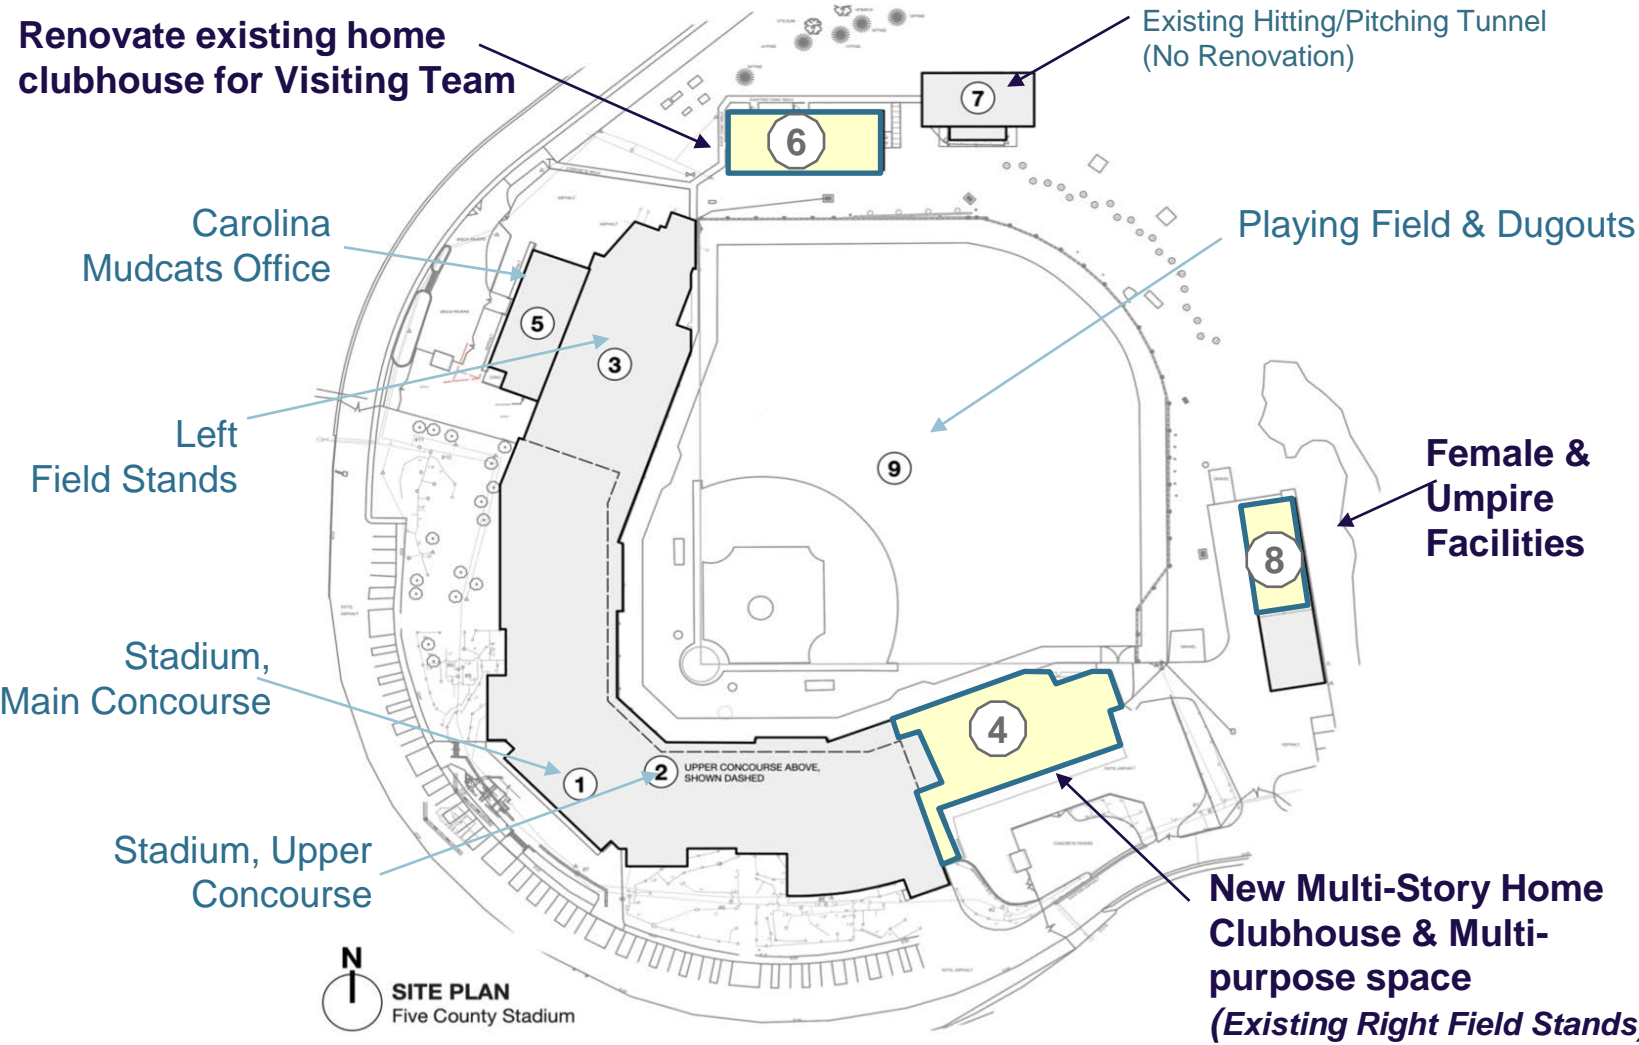 Renovate existing home
clubhouse for Visiting Team
Existing Hitting/Pitching Tunnel
(No Renovation)
7
6
Carolina
Mudcats Office
Playing Field & Dugouts
5
3
Left
Field Stands
9
Female &
Umpire
Facilities
8
Stadium,
Main Concourse
4
1
2
UPPER CONCOURSE ABOVE,
SHOWN DASHED
Stadium, Upper
Concourse
New Multi-Story Home
Clubhouse & Multi-
purpose space
(Existing Right Field Stands)
N
SITE PLAN
Five County Stadium